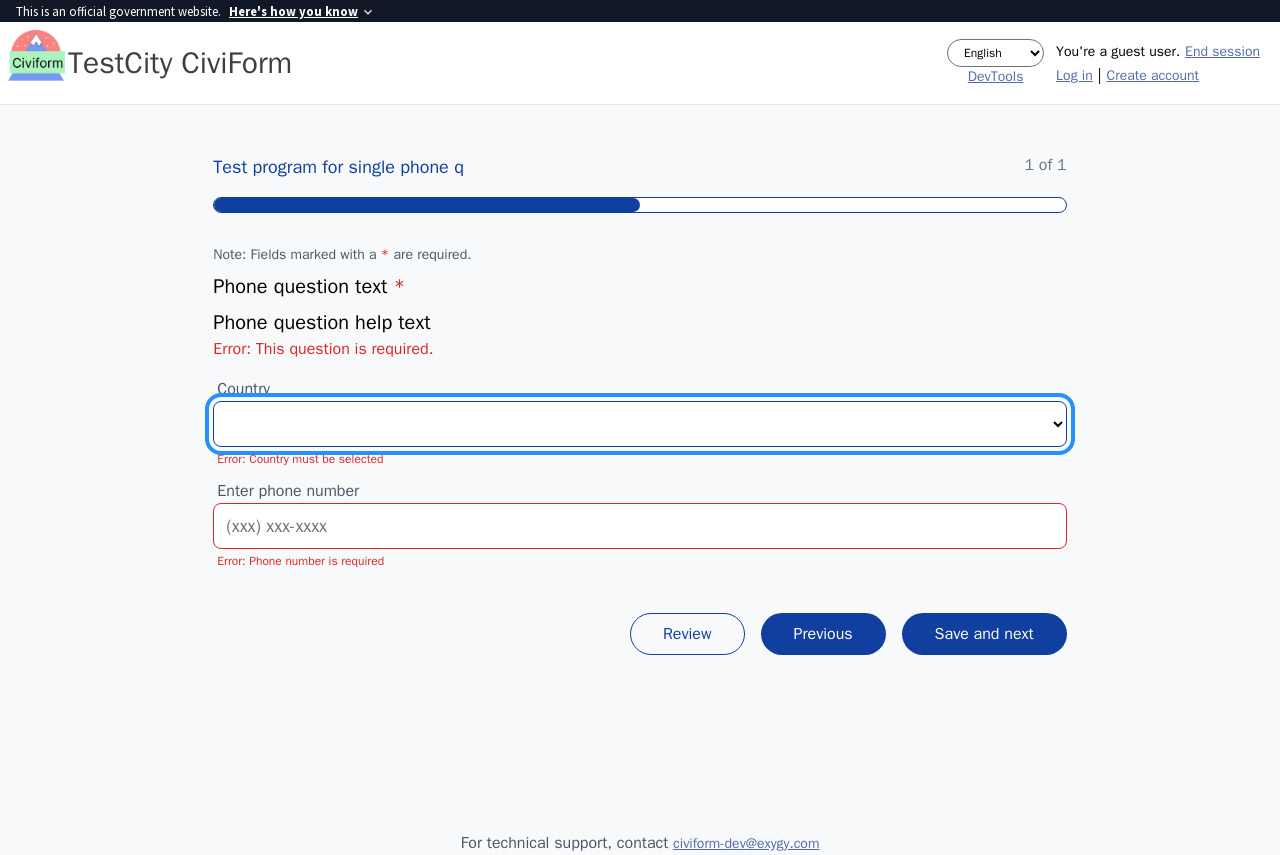 This is an official government website. Here's how you know
Civiform
TestCity CiviForm
English
You're a guest user. End session
DevTools
Log in | Create account
Test program for single phone q
1 of 1
Note: Fields marked with a * are required.
Phone question text *
Phone question help text
Error: This question is required.
Country
Error: Country must be selected
Enter phone number
(xxx) xxx-xxxx
Error: Phone number is required
Review
Previous
Save and next
For technical support, contact civiform-dev@exygy.com